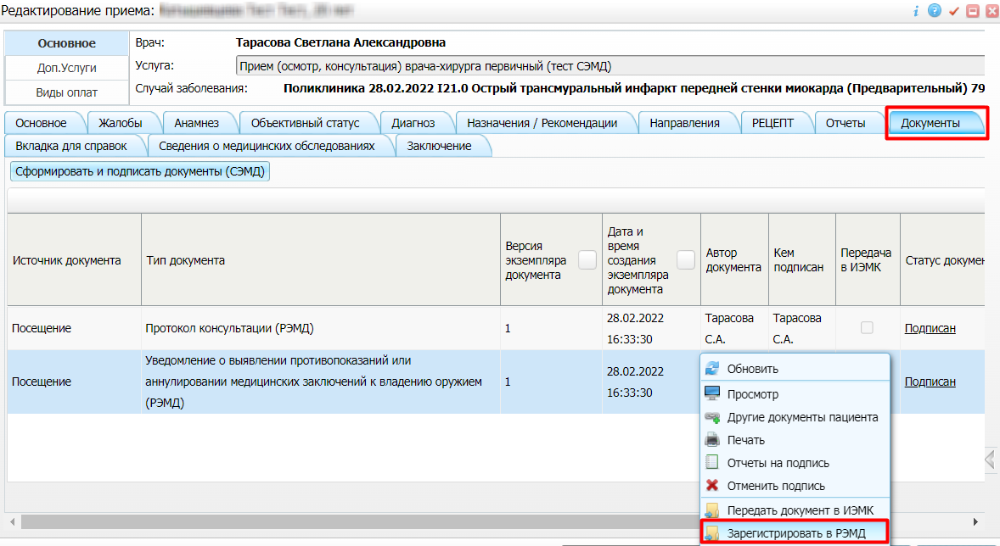 Редактирование приема:
Основное
Доп.Услуги
Виды оплат
Врач: Тарасова Светлана Александровна
Услуга: Прием (осмотр, консультация) врача-хирурга первичный (тест СЭМД)
Случай заболевания: Поликлиника 28.02.2022 I21.0 Острый трансмуральный инфаркт передней стенки миокарда (Предварительный) 79
Основное Жалобы Анамнез Объективный статус Диагноз Назначения / Рекомендации Направления РЕЦЕПТ Отчеты Документы
Вкладка для справок Сведения о медицинских обследованиях Заключение
Сформировать и подписать документы (СЭМД)
Источник документа
Тип документа
Версия
экземпляра
документа
Дата и
время
создания
экземпляра
документа
Автор
документа
Кем
подписан
Передача
в ИЭМК
Статус докумен
Посещение
Протокол консультации (РЭМД)
1
28.02.2022
16:33:30
Тарасова
С.А.
Тарасова
С.А.
Подписан
Посещение
Уведомление о выявлении противопоказаний или
аннулировании медицинских заключений к владению оружием
(РЭМД)
1
28.02.2022
16:33:30
Подписан
Обновить
Просмотр
Другие документы пациента
Печать
Отчеты на подпись
Отменить подпись
Передать документ в ИЭМК
Зарегистрировать в РЭМД